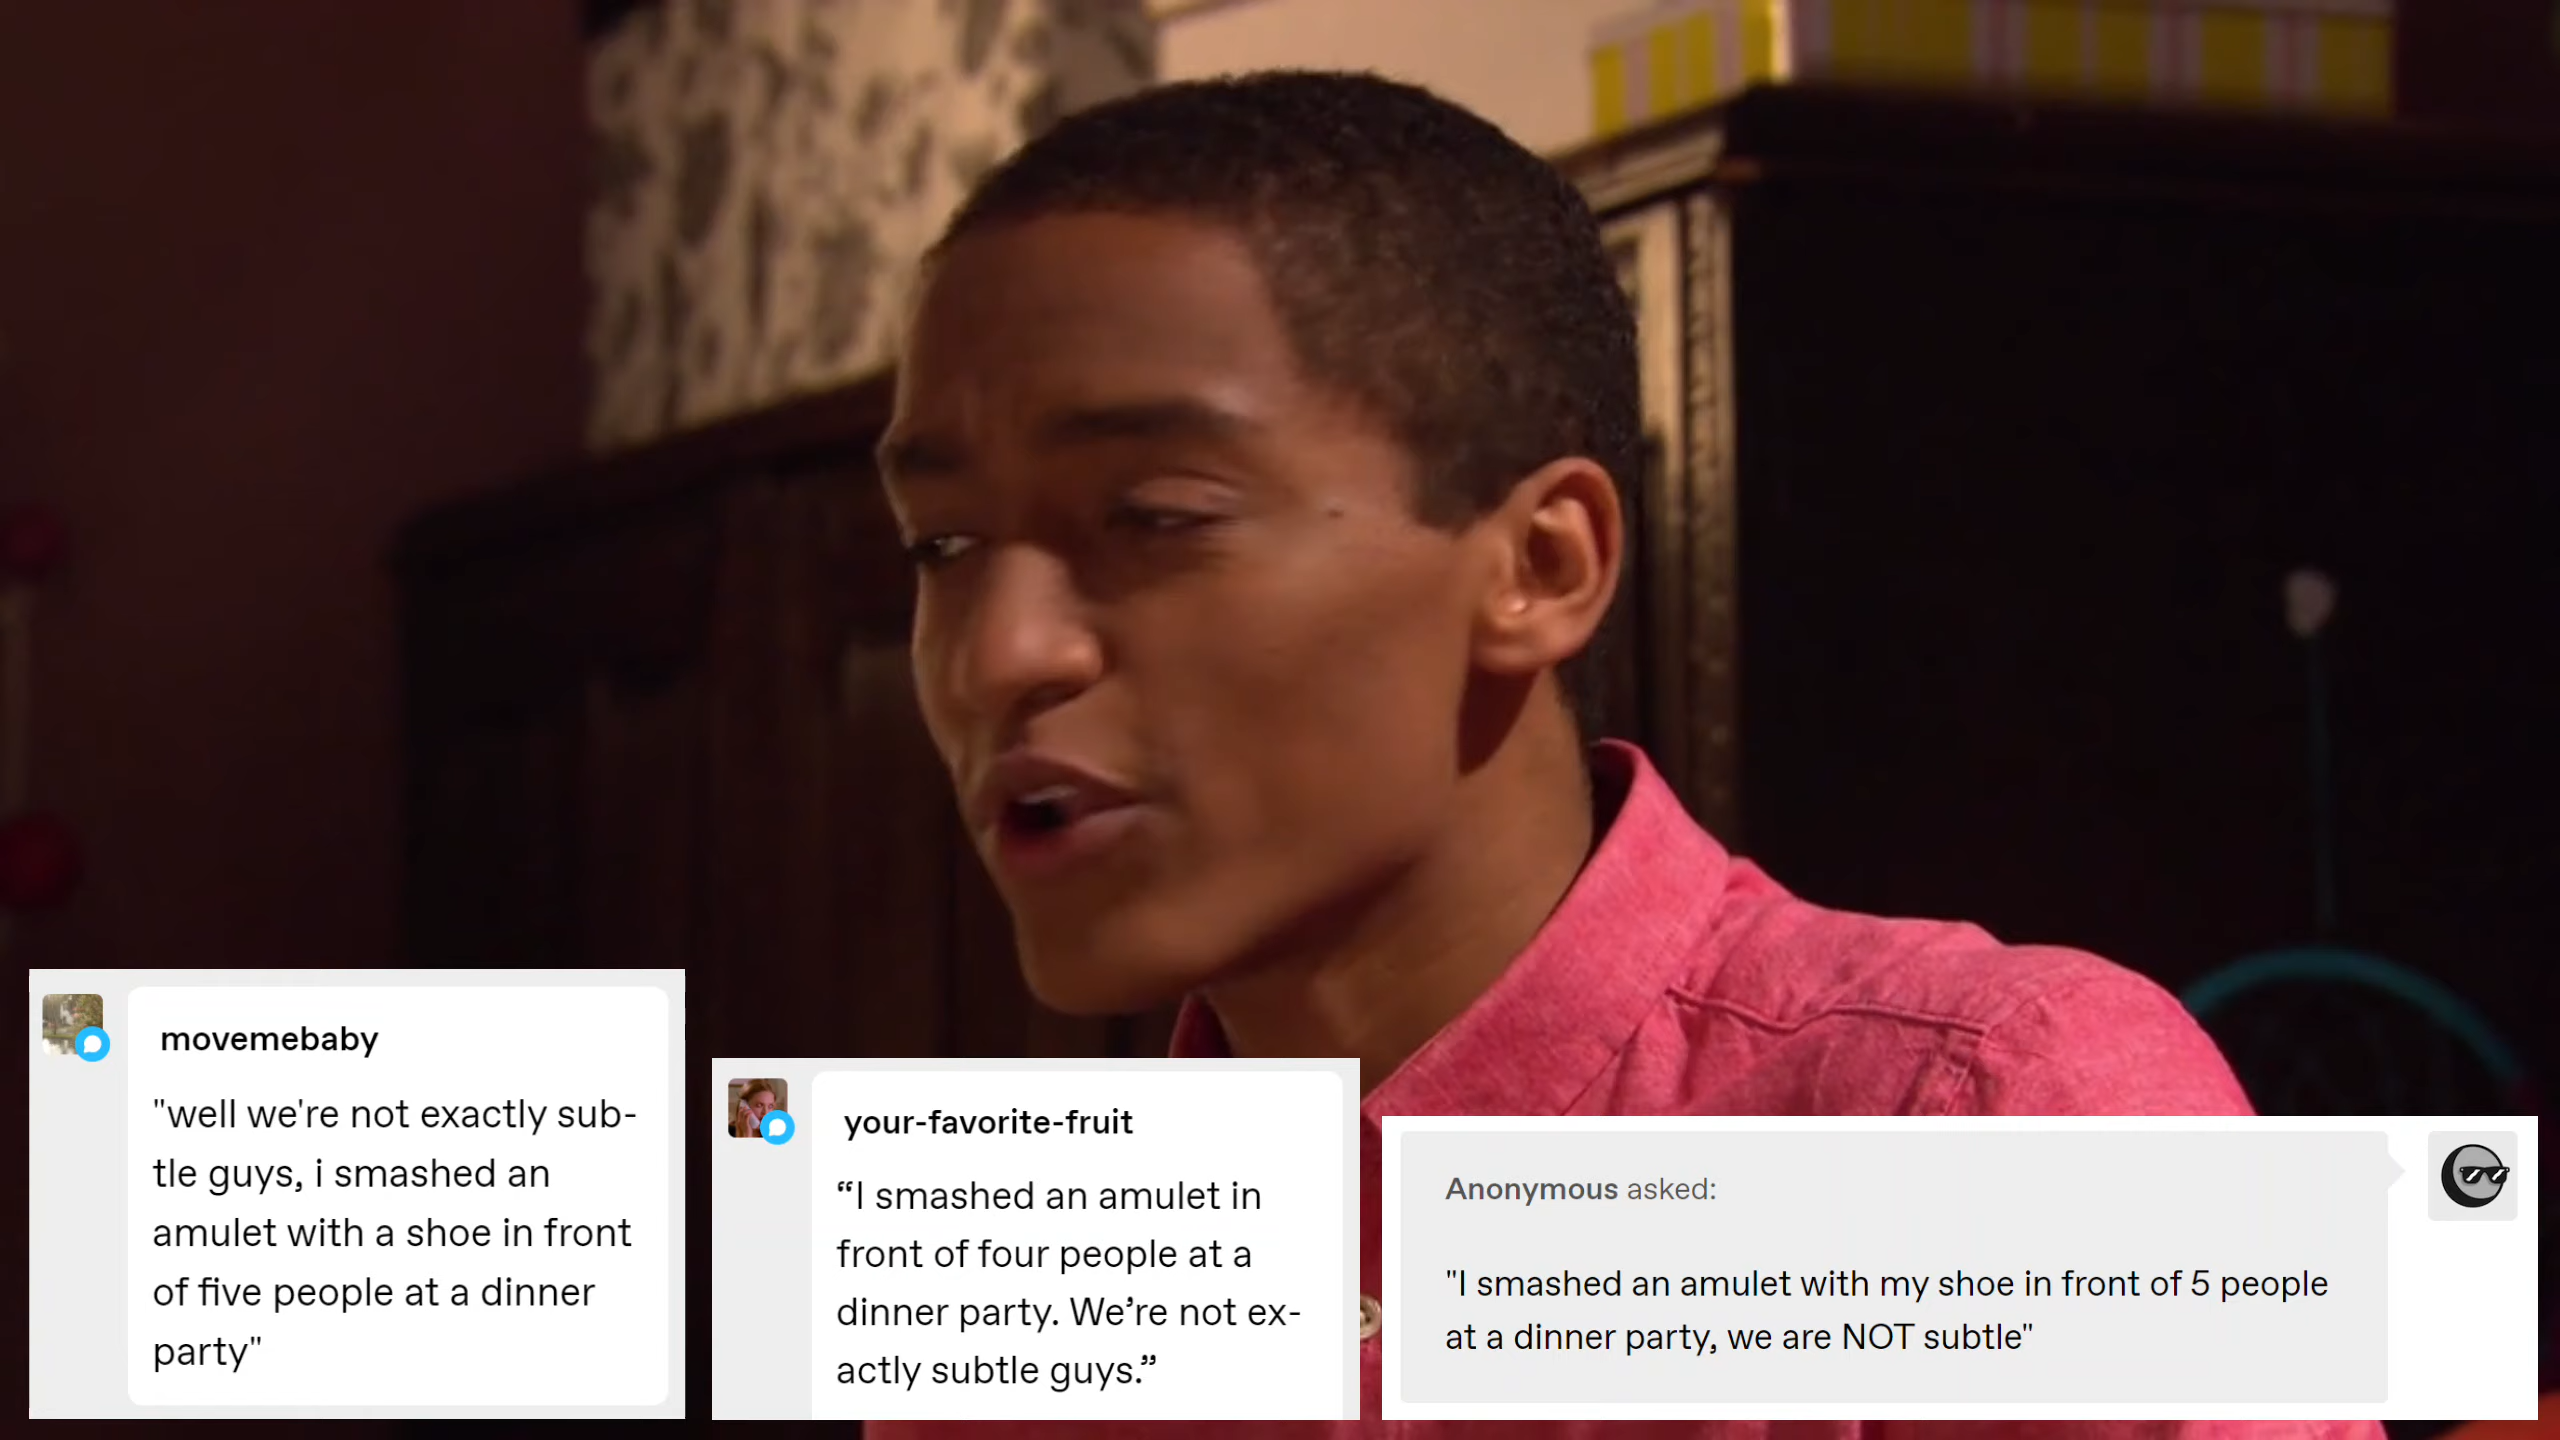 movemebaby
"well we're not exactly sub-
tle guys, i smashed an
amulet with a shoe in front
of five people at a dinner
party"
your-favorite-fruit
“I smashed an amulet in
front of four people at a
dinner party. We’re not ex-
actly subtle guys.”
Anonymous asked:
"I smashed an amulet with my shoe in front of 5 people
at a dinner party, we are NOT subtle"